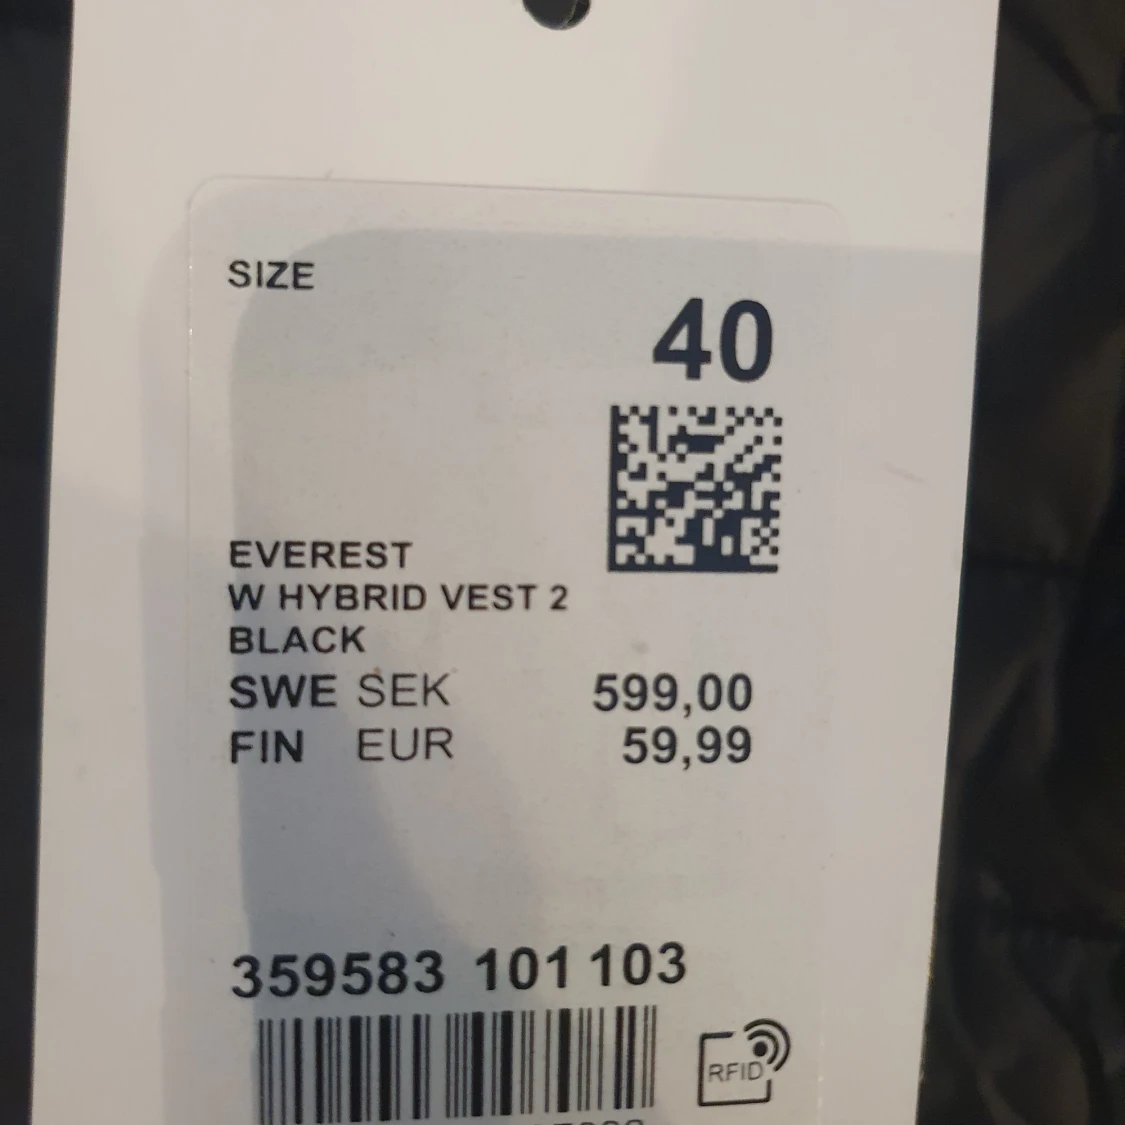 SIZE
40
EVEREST
W HYBRID VEST 2
BLACK
SWE SEK 599,00
FIN EUR 59,99
359583 101 103
RFID